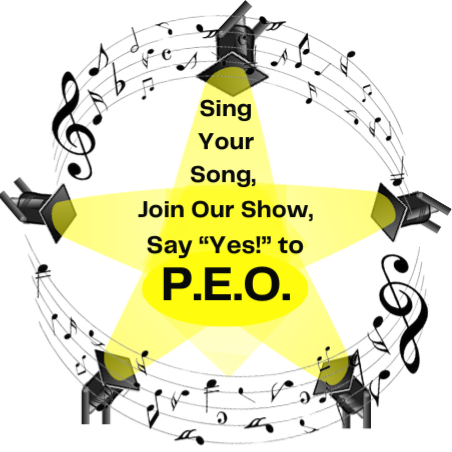 Sing
Your
Song,
Join Our Show,
Say “Yes!” to
P.E.O.